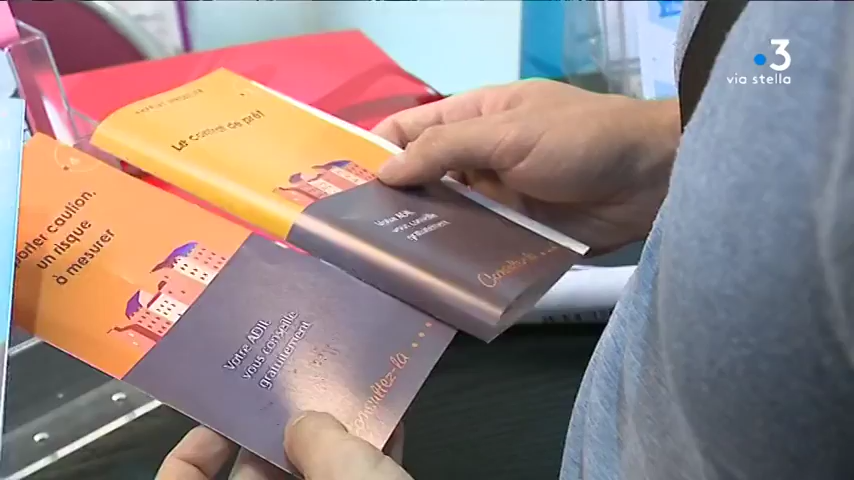 3
via stella
Le contrat de prêt
Votre ADIL
vous conseille
gratuitement
Consultez-la
porter caution,
un risque
à mesurer
Votre ADIL
vous conseille
gratuitement
Consultez-la